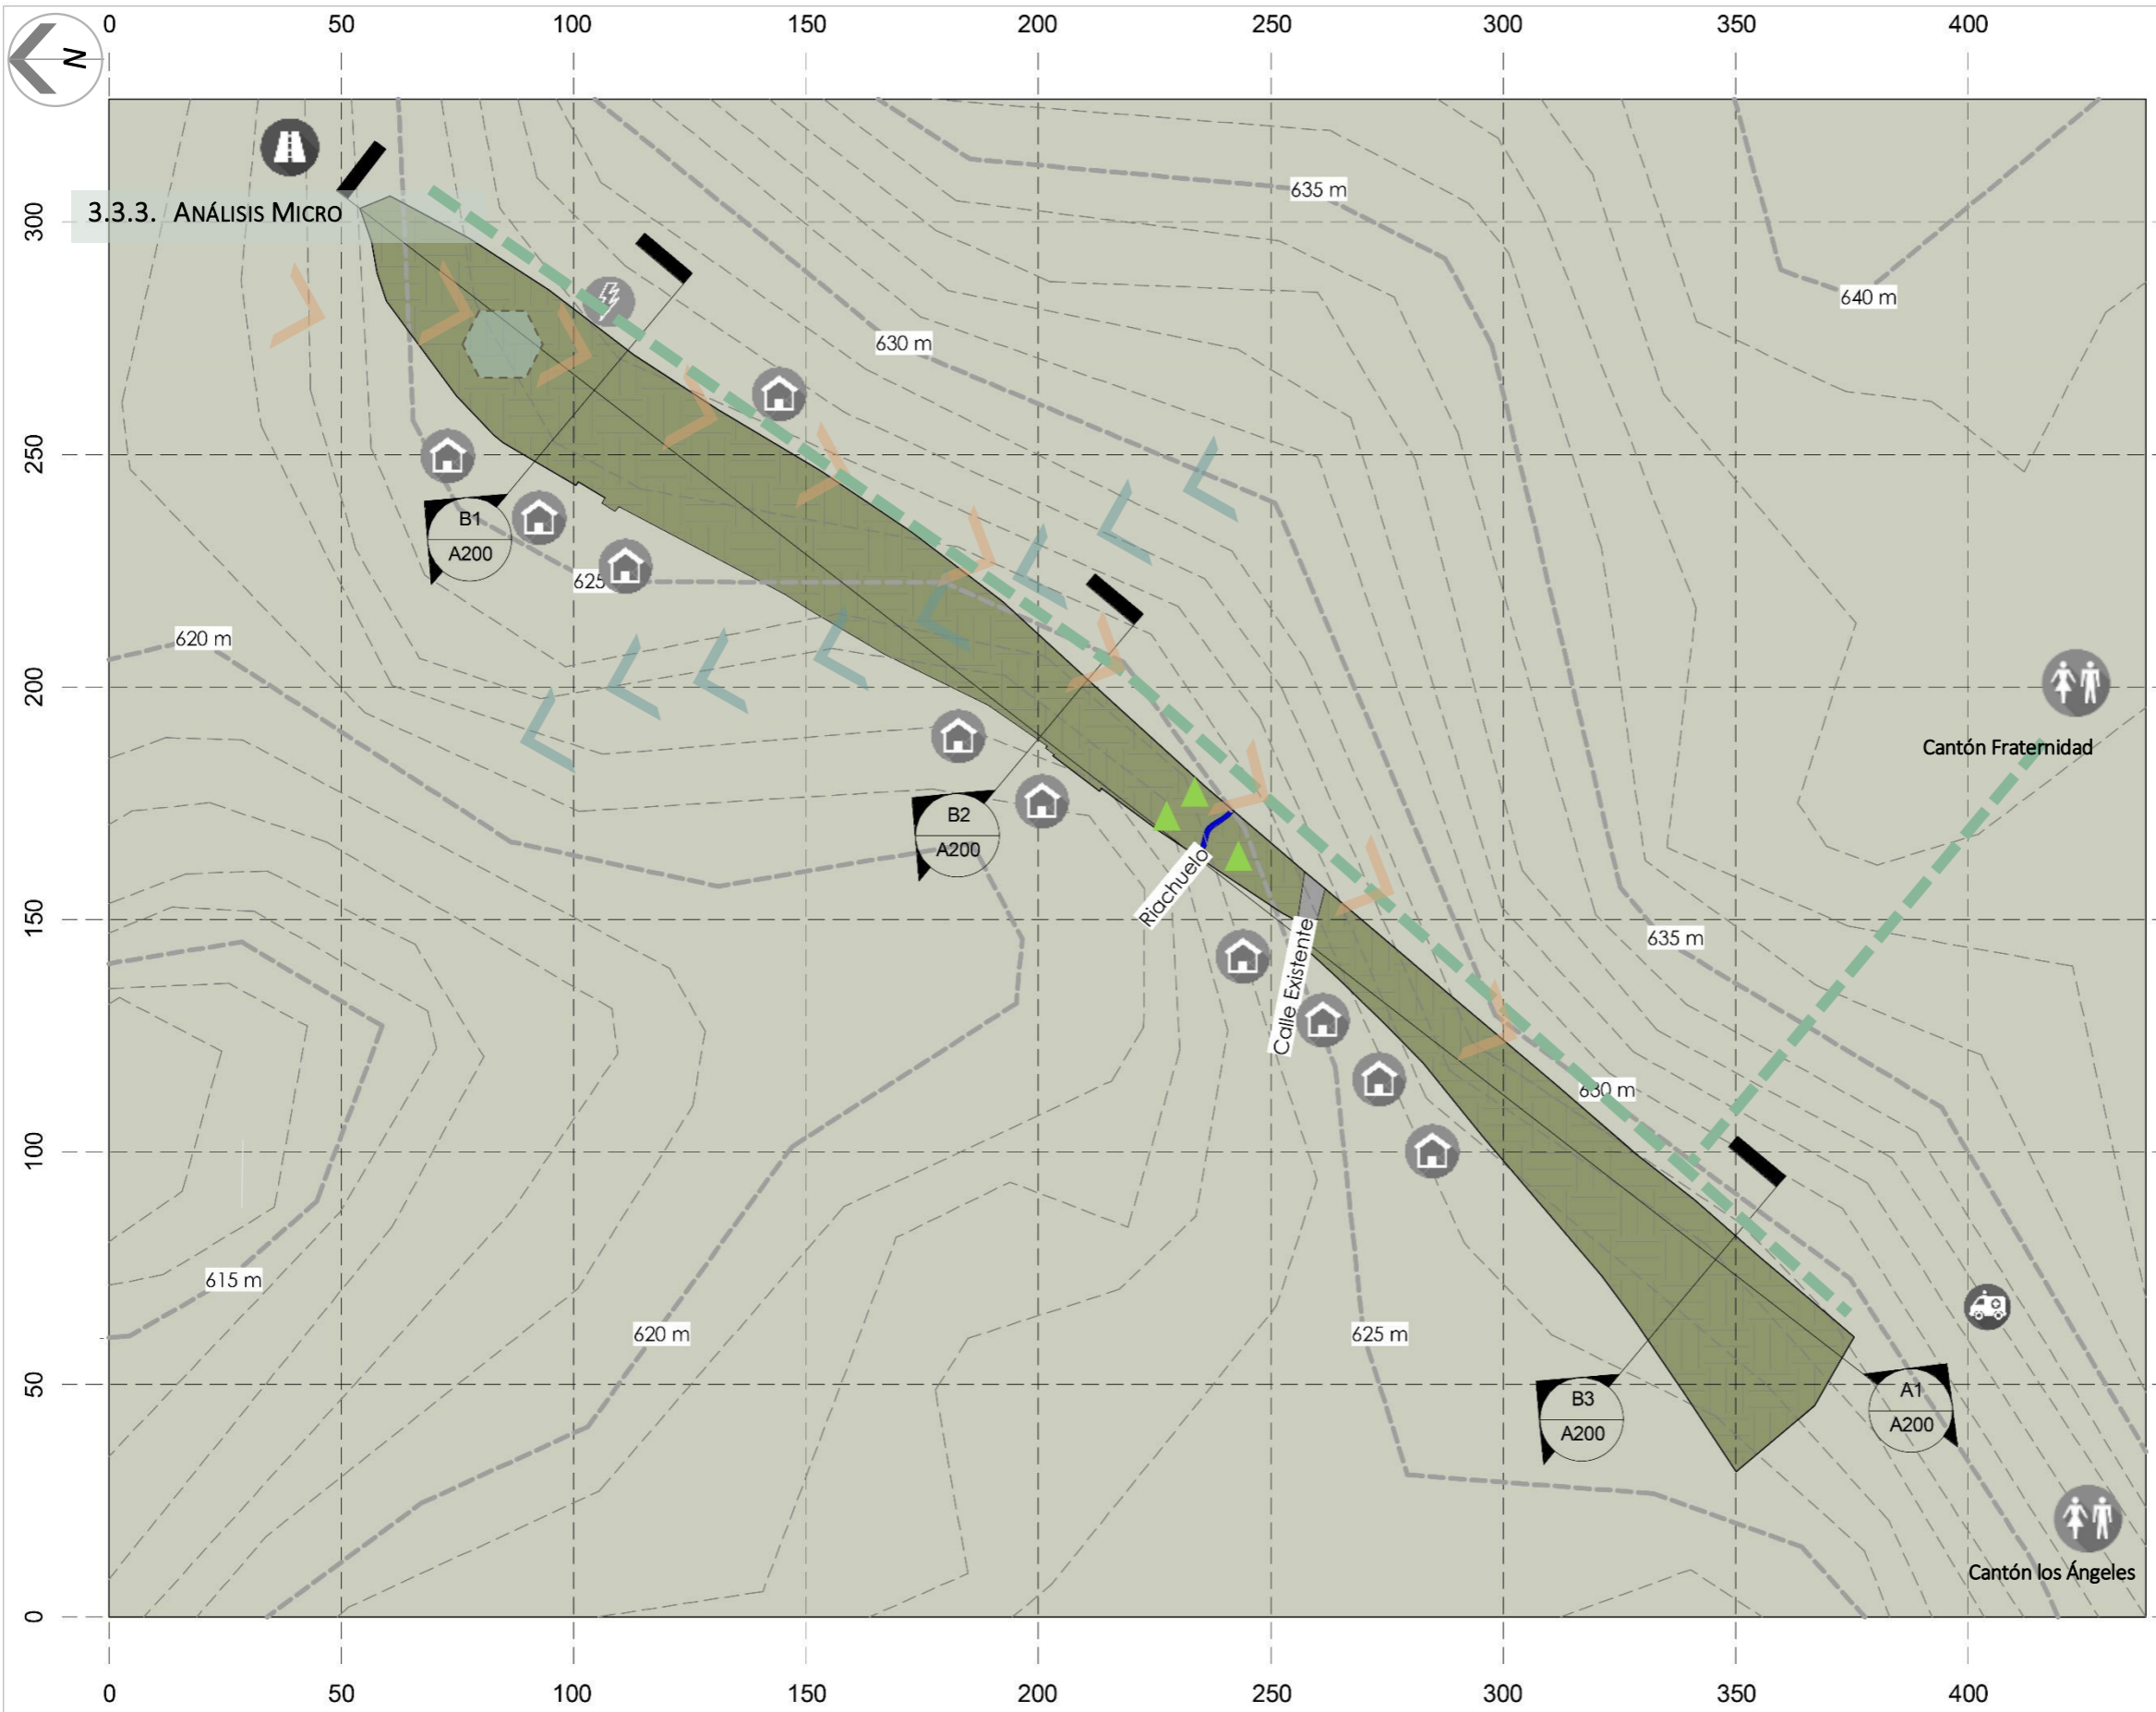 0 50 100 150 200 250 300 350 400
N
635 m
300
3.3.3. ANÁLISIS MICRO
640 m
630 m
250
B1
A200
625
620 m
200
Cantón Fraternidad
B2
A200
Riachuelo
150
635 m
Calle Existente
630 m
100
615 m
620 m
625 m
50
B3
A200
A1
A200
Cantón los Ángeles
0
0 50 100 150 200 250 300 350 400